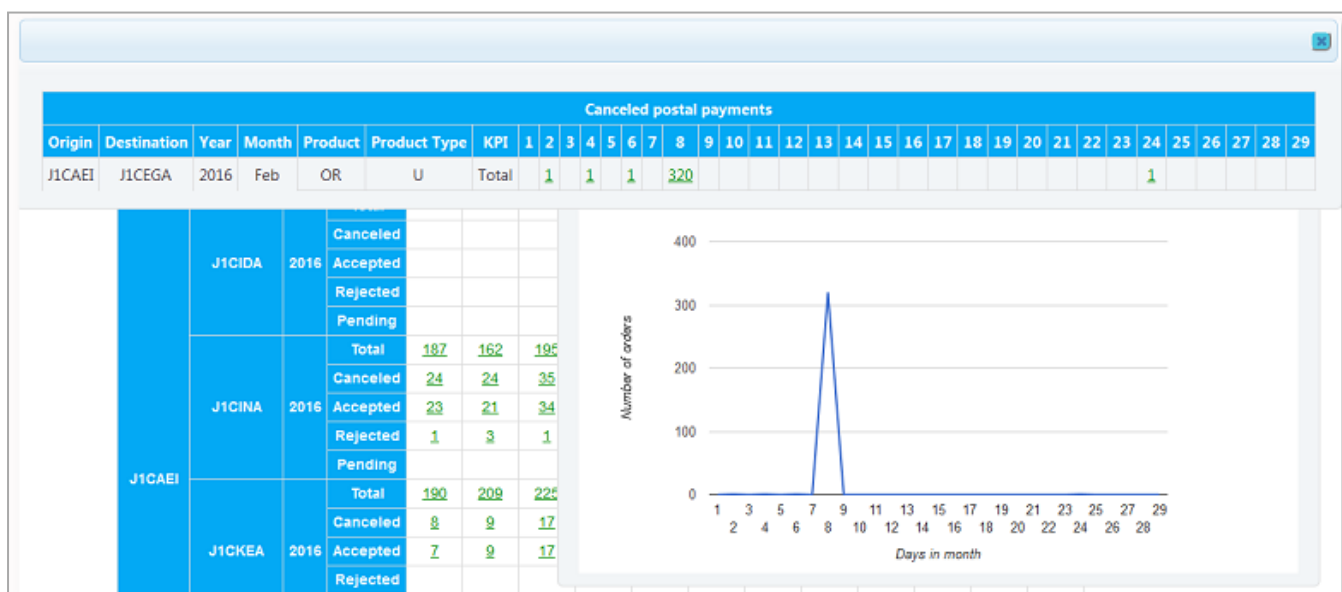 Canceled postal payments
Origin Destination Year Month Product Product Type KPI 1 2 3 4 5 6 7 8 9 10 11 12 13 14 15 16 17 18 19 20 21 22 23 24 25 26 27 28 29
J1CAEI J1CEGA 2016 Feb OR U Total 1 1 1 320 1
Canceled
J1CIDA 2016 Accepted
Rejected
Pending
Total 187 162 195
Canceled 24 24 35
J1CINA 2016 Accepted 23 21 34
Rejected 1 3 1
Pending
J1CAEI
Total 190 209 225
Canceled 8 9 17
J1CKEA 2016 Accepted 7 9 17
Rejected
400
300
200
100
0
Number of orders
1 3 5 7 9 11 13 15 17 19 21 23 25 27 29
2 4 6 8 10 12 14 16 18 20 22 24 26 28
Days in month